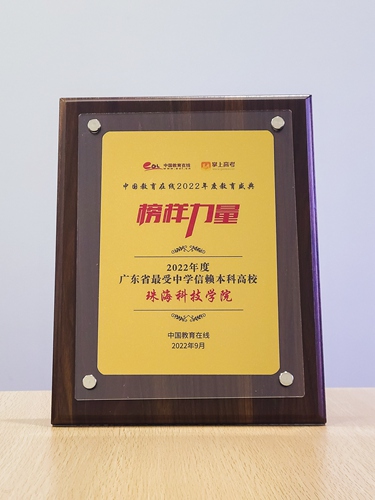 中国教育在线 掌上高考
中国教育在线2022年度教育盛典
榜样力量
2022年度
广东省最受中学信赖本科高校
珠海科技学院
中国教育在线
2022年9月